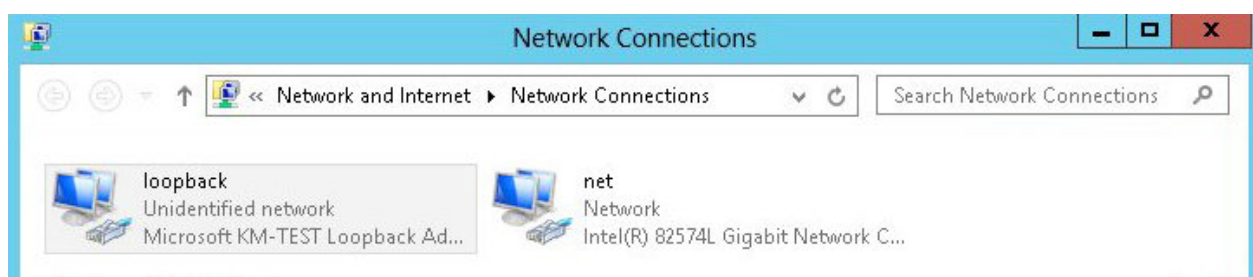 Network Connections
« Network and Internet ▸ Network Connections
Search Network Connections
loopback
Unidentified network
Microsoft KM-TEST Loopback Ad...
net
Network
Intel(R) 82574L Gigabit Network C...